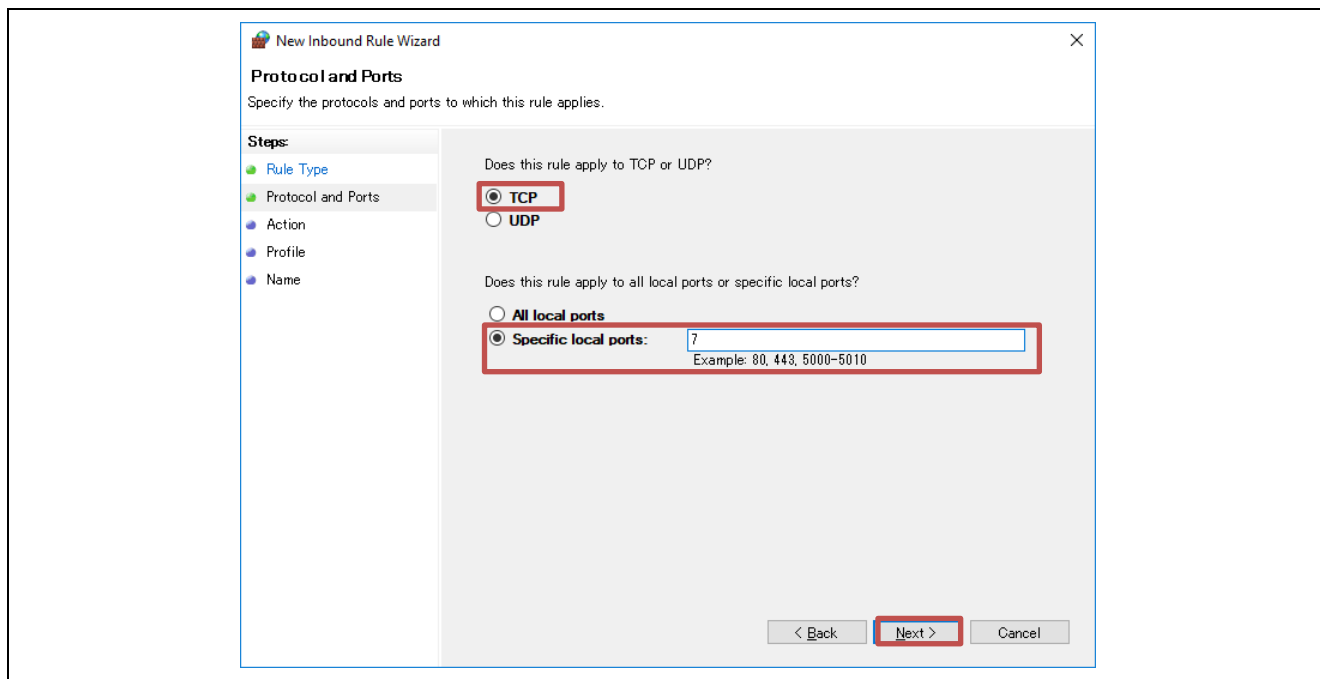 New Inbound Rule Wizard
Protocol and Ports
Specify the protocols and ports to which this rule applies.
Steps:
Rule Type
Protocol and Ports
Action
Profile
Name
Does this rule apply to TCP or UDP?
TCP
UDP
Does this rule apply to all local ports or specific local ports?
All local ports
Specific local ports: 7
Example: 80, 443, 5000-5010
< Back Next > Cancel